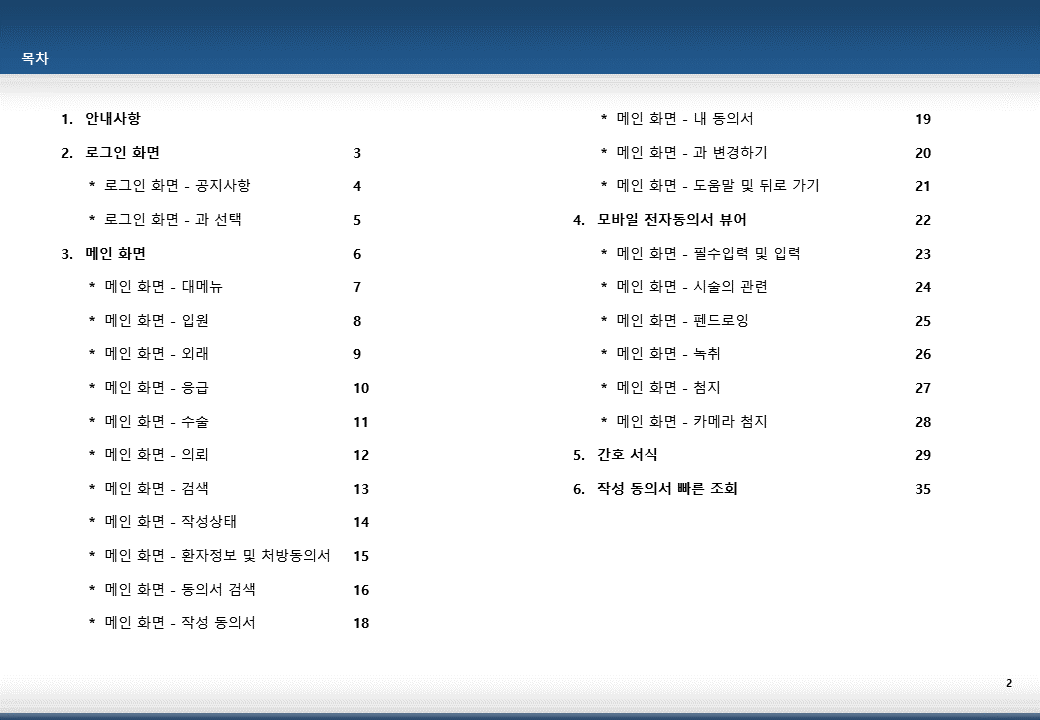 목차
1. 안내사항
2. 로그인 화면 3
* 로그인 화면 - 공지사항 4
* 로그인 화면 - 과 선택 5
3. 메인 화면 6
* 메인 화면 - 대메뉴 7
* 메인 화면 - 입원 8
* 메인 화면 - 외래 9
* 메인 화면 - 응급 10
* 메인 화면 - 수술 11
* 메인 화면 - 의뢰 12
* 메인 화면 - 검색 13
* 메인 화면 - 작성상태 14
* 메인 화면 - 환자정보 및 처방동의서 15
* 메인 화면 - 동의서 검색 16
* 메인 화면 - 작성 동의서 18
* 메인 화면 - 내 동의서 19
* 메인 화면 - 과 변경하기 20
* 메인 화면 - 도움말 및 뒤로 가기 21
4. 모바일 전자동의서 뷰어 22
* 메인 화면 - 필수입력 및 입력 23
* 메인 화면 - 시술의 관련 24
* 메인 화면 - 펜드로잉 25
* 메인 화면 - 녹취 26
* 메인 화면 - 첨지 27
* 메인 화면 - 카메라 첨지 28
5. 간호 서식 29
6. 작성 동의서 빠른 조회 35
2